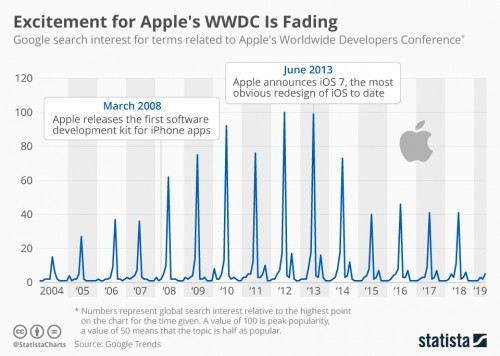 Excitement for Apple's WWDC Is Fading
Google search interest for terms related to Apple's Worldwide Developers Conference*
June 2013
Apple announces iOS 7, the most
obvious redesign of iOS to date
March 2008
Apple releases the first software
development kit for iPhone apps
120
100
80
60
40
20
0
2004 '05 '06 '07 '08 '09 '10 '11 '12 '13 '14 '15 '16 '17 '18 2019
* Numbers represent global search interest relative to the highest point
on the chart for the time given. A value of 100 is peak popularity,
a value of 50 means that the topic is half as popular.
@StatistaCharts Source: Google Trends
statista